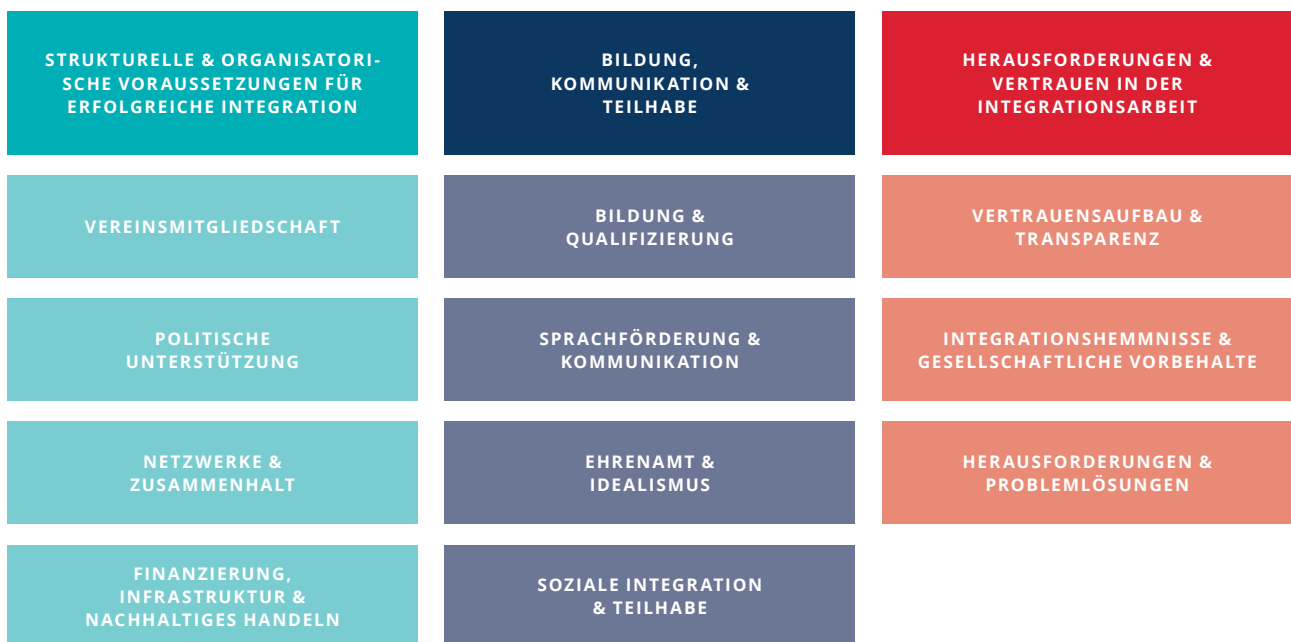 STRUKTURELLE & ORGANISATORI-
SCHE VORAUSSETZUNGEN FÜR
ERFOLGREICHE INTEGRATION
VEREINSMITGLIEDSCHAFT
POLITISCHE
UNTERSTÜTZUNG
NETZWERKE &
ZUSAMMENHALT
FINANZIERUNG,
INFRASTRUKTUR &
NACHHALTIGES HANDELN
BILDUNG,
KOMMUNIKATION &
TEILHABE
BILDUNG &
QUALIFIZIERUNG
SPRACHFÖRDERUNG &
KOMMUNIKATION
EHRENAMT &
IDEALISMUS
SOZIALE INTEGRATION
& TEILHABE
HERAUSFORDERUNGEN &
VERTRAUEN IN DER
INTEGRATIONSARBEIT
VERTRAUENSAUFBAU &
TRANSPARENZ
INTEGRATIONSHEMMNISSE &
GESELLSCHAFTLICHE VORBEHALTE
HERAUSFORDERUNGEN &
PROBLEMLÖSUNGEN